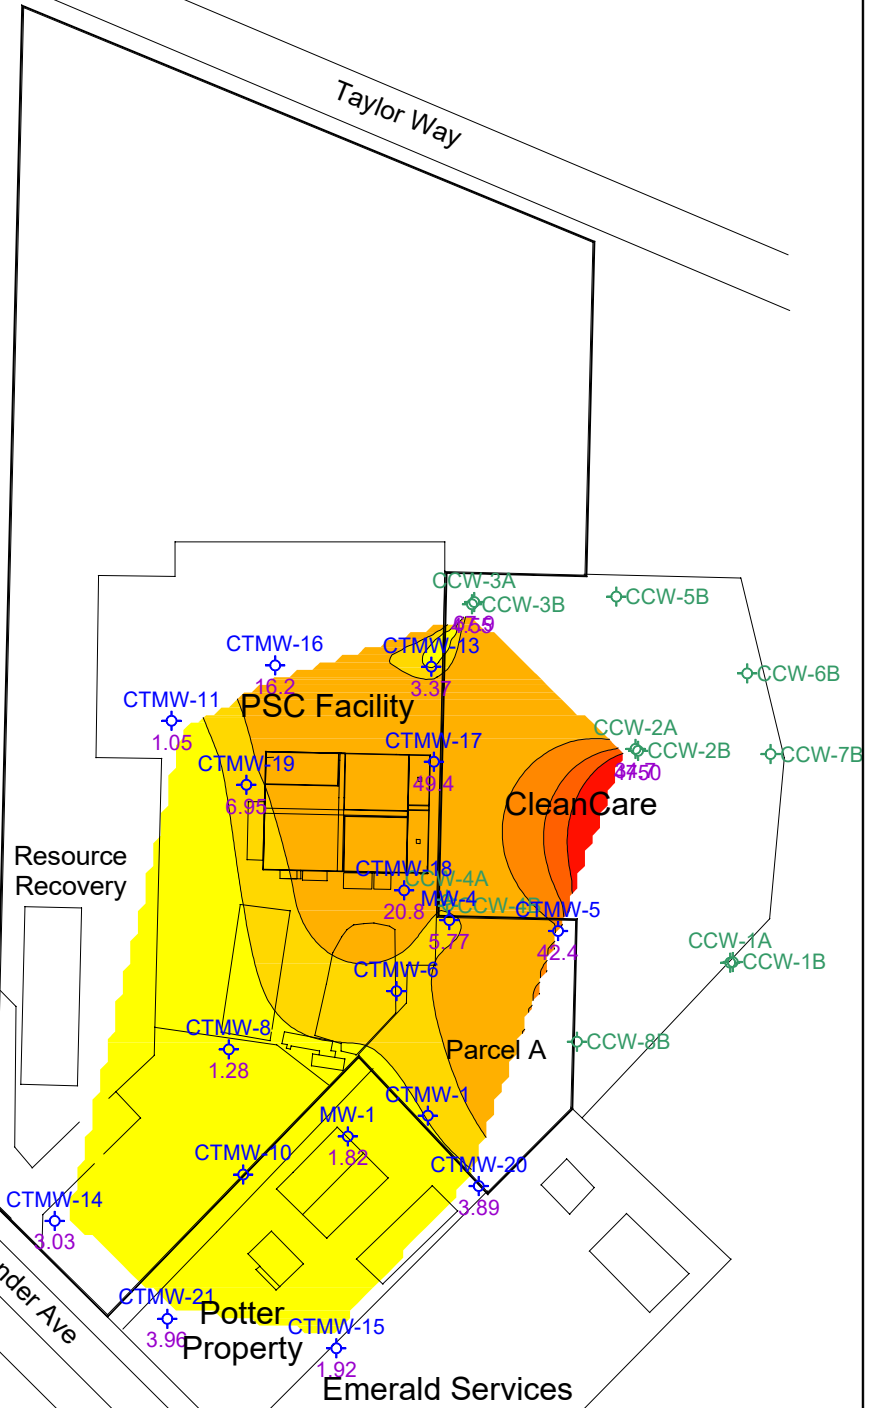 Taylor Way
CCW-3A
CCW-3B
CCW-5B
CTMW-16
16.2
CTMW-13
3.37
CCW-6B
CTMW-11
1.05
PSC Facility
CCW-2A
CCW-2B
CCW-7B
CTMW-17
49.4
CTMW-19
6.95
CleanCare
Resource
Recovery
CTMW-18
20.8
CCW-4A
MW-4
5.77
CTMW-5
42.4
CCW-1A
CCW-1B
CTMW-6
CTMW-8
1.28
CCW-8B
Parcel A
CTMW-1
MW-1
1.82
CTMW-10
CTMW-20
3.89
CTMW-14
3.03
nder Ave
CTMW-21
3.96
Potter
Property
CTMW-15
1.92
Emerald Services